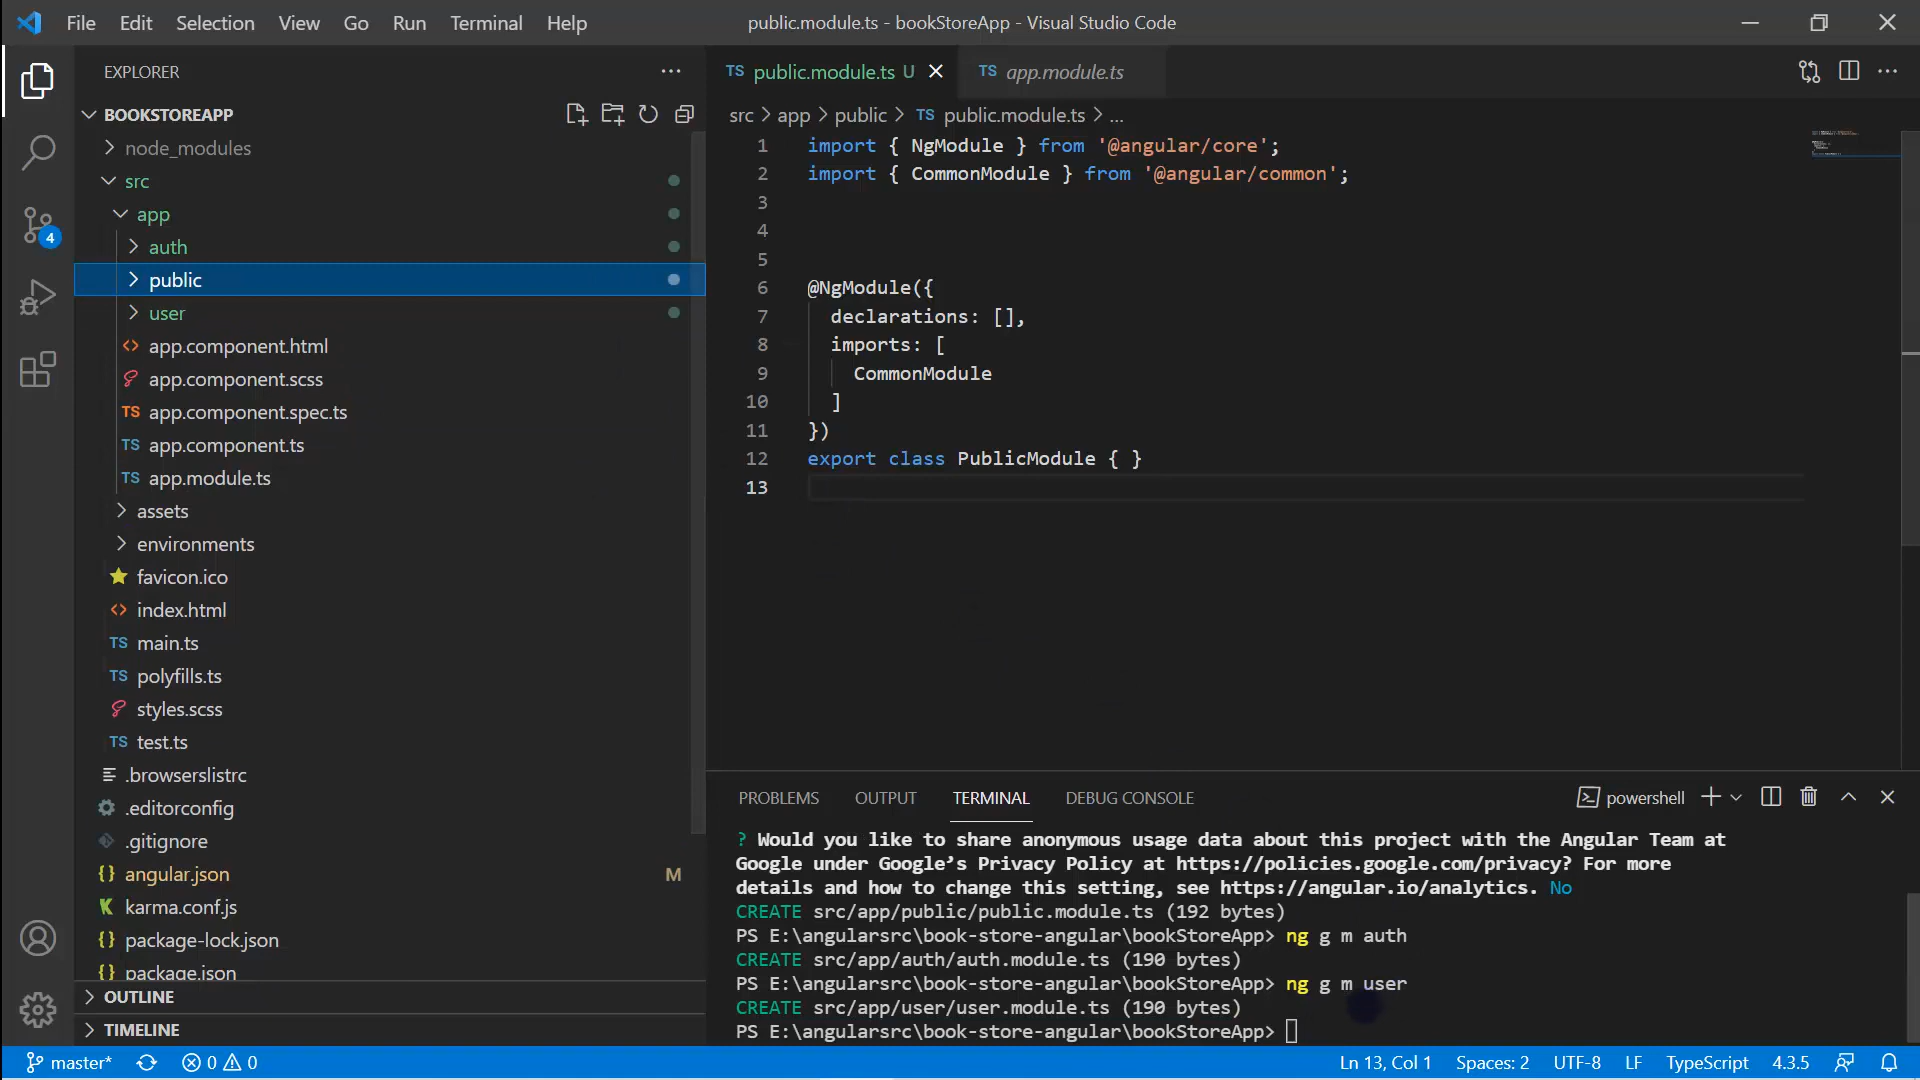 File Edit Selection View Go Run Terminal Help
public.module.ts - bookStoreApp - Visual Studio Code
EXPLORER
BOOKSTOREAPP
node_modules
src
app
auth
public
user
app.component.html
app.component.scss
TS app.component.spec.ts
TS app.component.ts
TS app.module.ts
assets
environments
favicon.ico
index.html
TS main.ts
TS polyfills.ts
styles.scss
TS test.ts
.browserslistrc
.editorconfig
.gitignore
{} angular.json M
karma.conf.js
{} package-lock.json
{} package.json
OUTLINE
TIMELINE
4
TS public.module.ts U
TS app.module.ts
src > app > public > TS public.module.ts > ...
1 import { NgModule } from '@angular/core';
2 import { CommonModule } from '@angular/common';
3
4
5
6 @NgModule({
7 declarations: [],
8 imports: [
9 CommonModule
10 ]
11 })
12 export class PublicModule { }
13
PROBLEMS OUTPUT TERMINAL DEBUG CONSOLE
powershell
? Would you like to share anonymous usage data about this project with the Angular Team at
Google under Google’s Privacy Policy at https://policies.google.com/privacy? For more
details and how to change this setting, see https://angular.io/analytics. No
CREATE src/app/public/public.module.ts (192 bytes)
PS E:\angularsrc\book-store-angular\bookStoreApp> ng g m auth
CREATE src/app/auth/auth.module.ts (190 bytes)
PS E:\angularsrc\book-store-angular\bookStoreApp> ng g m user
CREATE src/app/user/user.module.ts (190 bytes)
PS E:\angularsrc\book-store-angular\bookStoreApp>
master* 0 0
Ln 13, Col 1 Spaces: 2 UTF-8 LF TypeScript 4.3.5